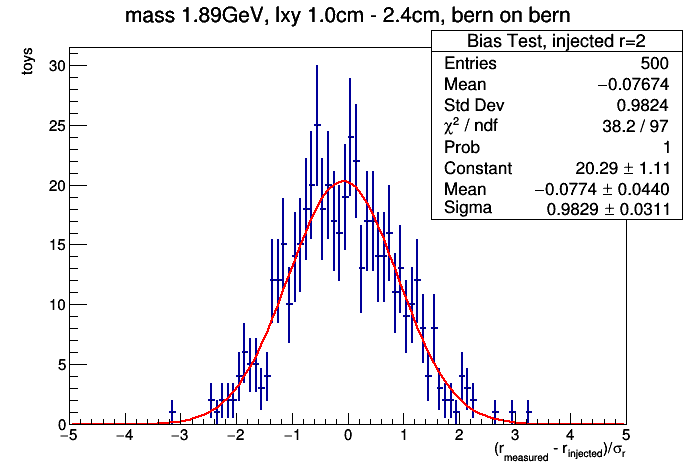 mass 1.89GeV, lxy 1.0cm - 2.4cm, bern on bern
Bias Test, injected r=2
Entries 500
Mean −0.07674
Std Dev 0.9824
χ² / ndf 38.2 / 97
Prob 1
Constant 20.29 ± 1.11
Mean −0.0774 ± 0.0440
Sigma 0.9829 ± 0.0311
toys
30
25
20
15
10
5
0
−5 −4 −3 −2 −1 0 1 2 3 4 5
(r_measured - r_injected)/σ_r